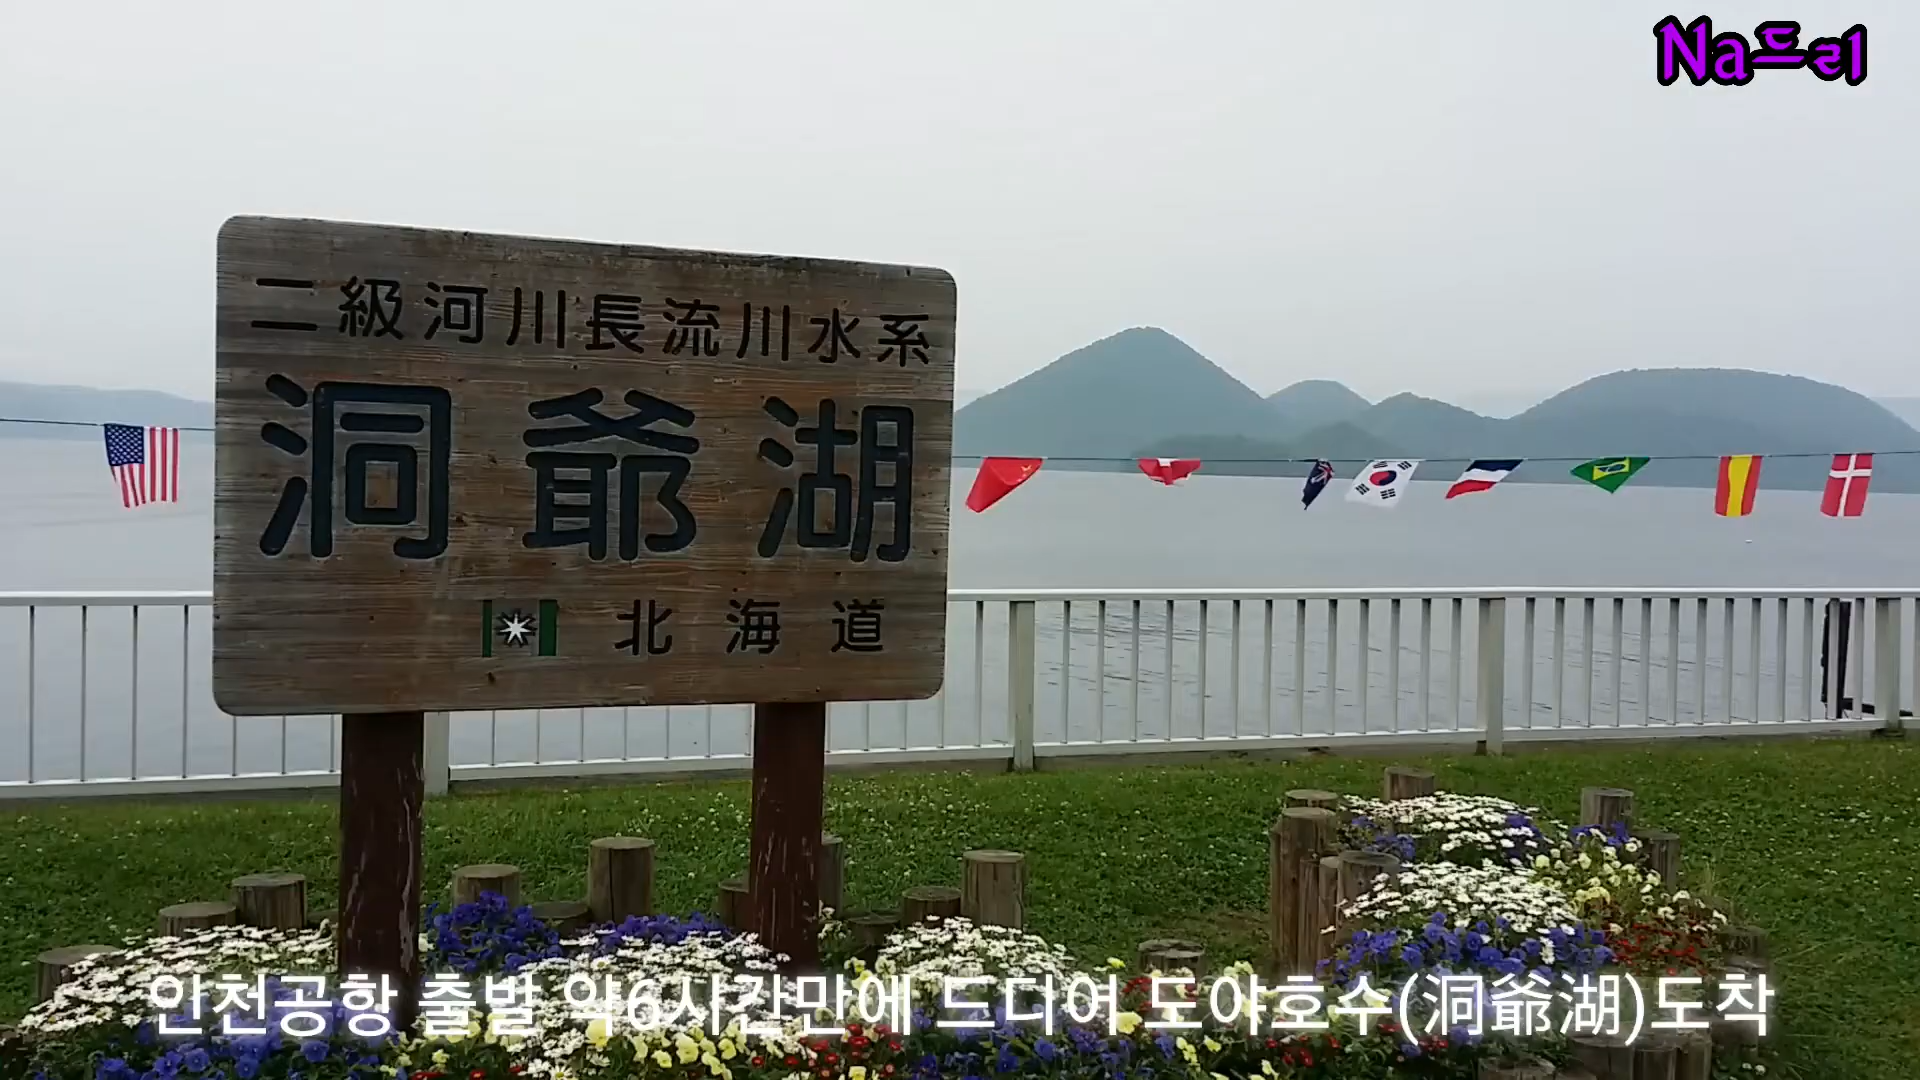 Na드리
二級河川長流川水系
洞爺湖
北海道
인천공항 출발 약6시간만에 드디어 도야호수(洞爺湖)도착